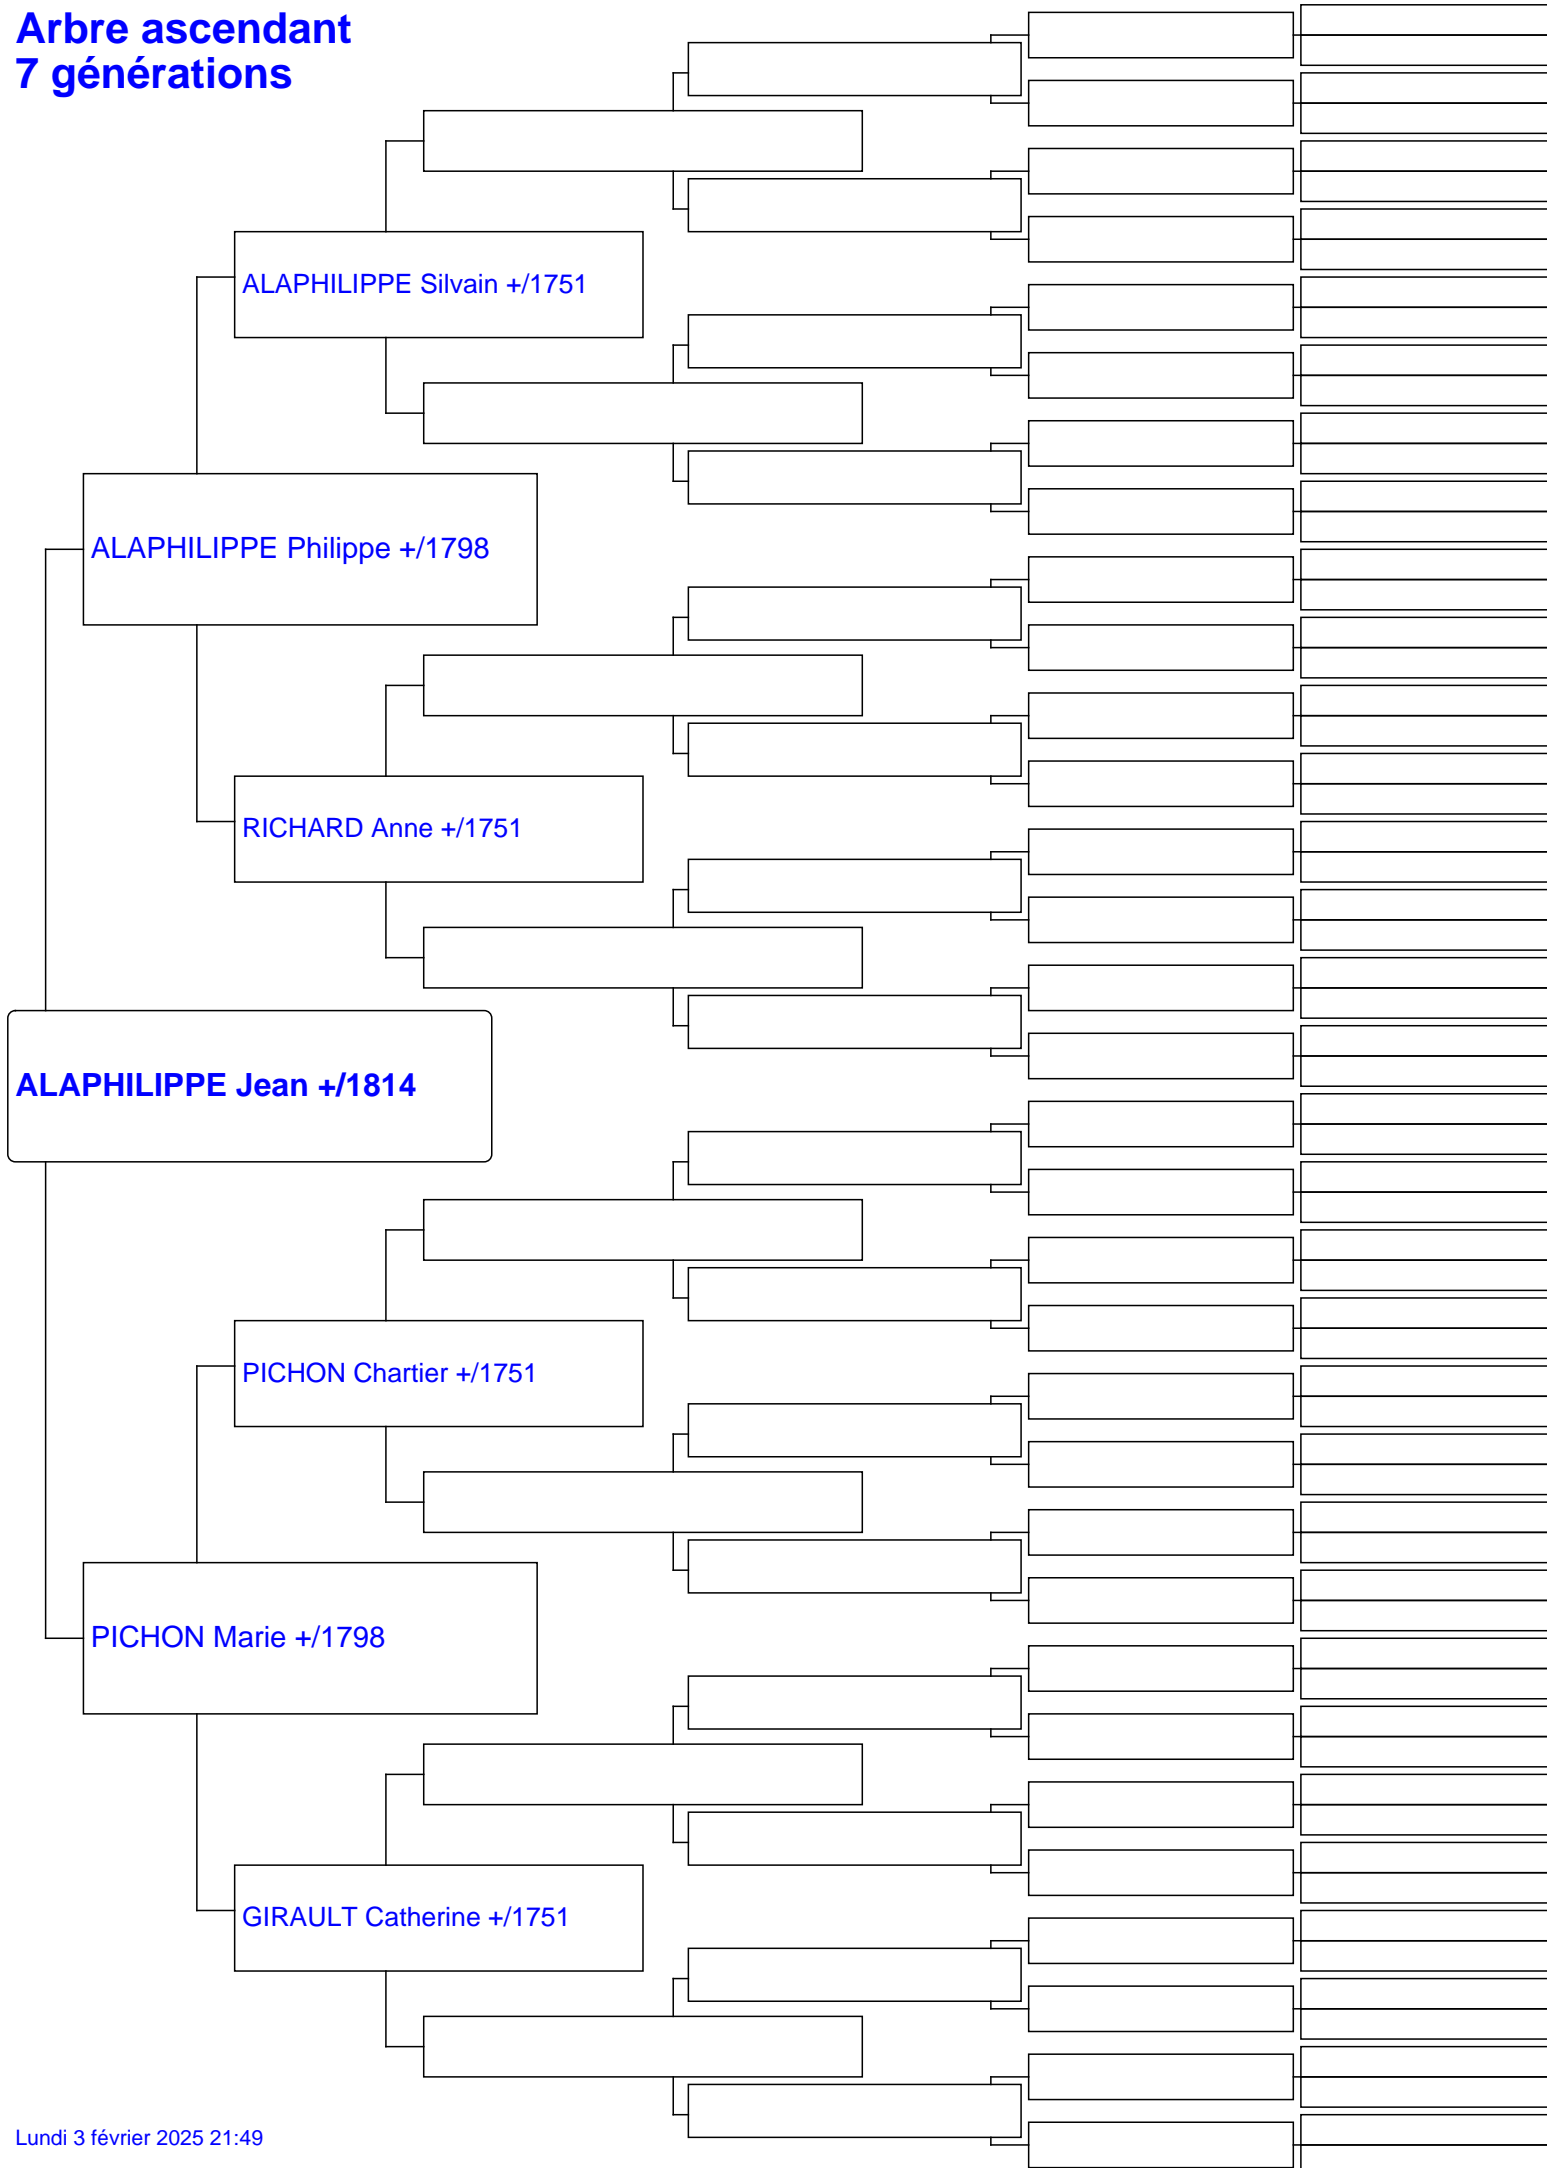 Arbre ascendant
7 générations
ALAPHILIPPE Silvain +/1751
ALAPHILIPPE Philippe +/1798
RICHARD Anne +/1751
ALAPHILIPPE Jean +/1814
PICHON Chartier +/1751
PICHON Marie +/1798
GIRAULT Catherine +/1751
Lundi 3 février 2025 21:49